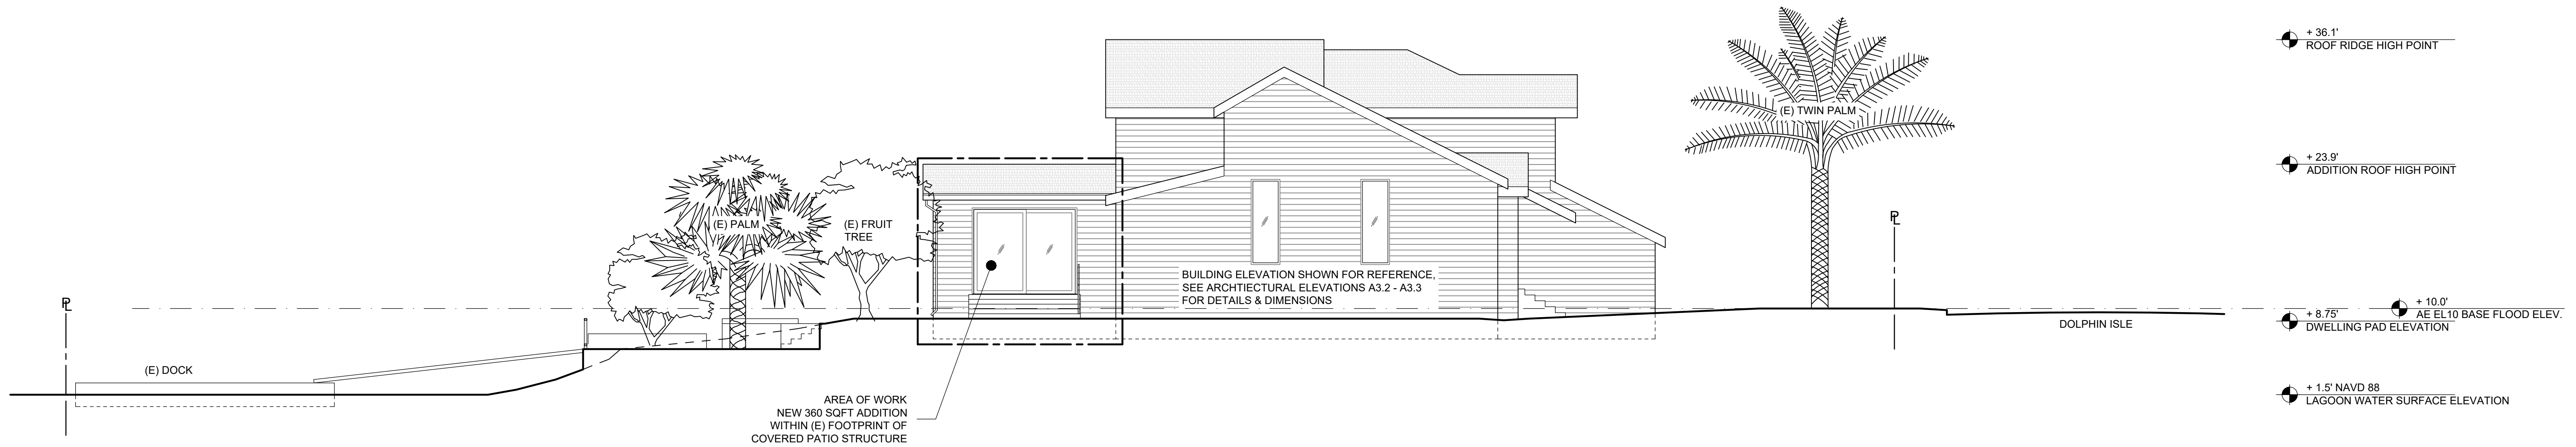 + 36.1'
ROOF RIDGE HIGH POINT
(E) TWIN PALM
+ 23.9'
ADDITION ROOF HIGH POINT
(E) PALM
(E) FRUIT
TREE
PL
BUILDING ELEVATION SHOWN FOR REFERENCE,
SEE ARCHTIECTURAL ELEVATIONS A3.2 - A3.3
FOR DETAILS & DIMENSIONS
PL
+ 10.0'
AE EL10 BASE FLOOD ELEV.
+ 8.75'
DWELLING PAD ELEVATION
DOLPHIN ISLE
(E) DOCK
+ 1.5' NAVD 88
LAGOON WATER SURFACE ELEVATION
AREA OF WORK
NEW 360 SQFT ADDITION
WITHIN (E) FOOTPRINT OF
COVERED PATIO STRUCTURE